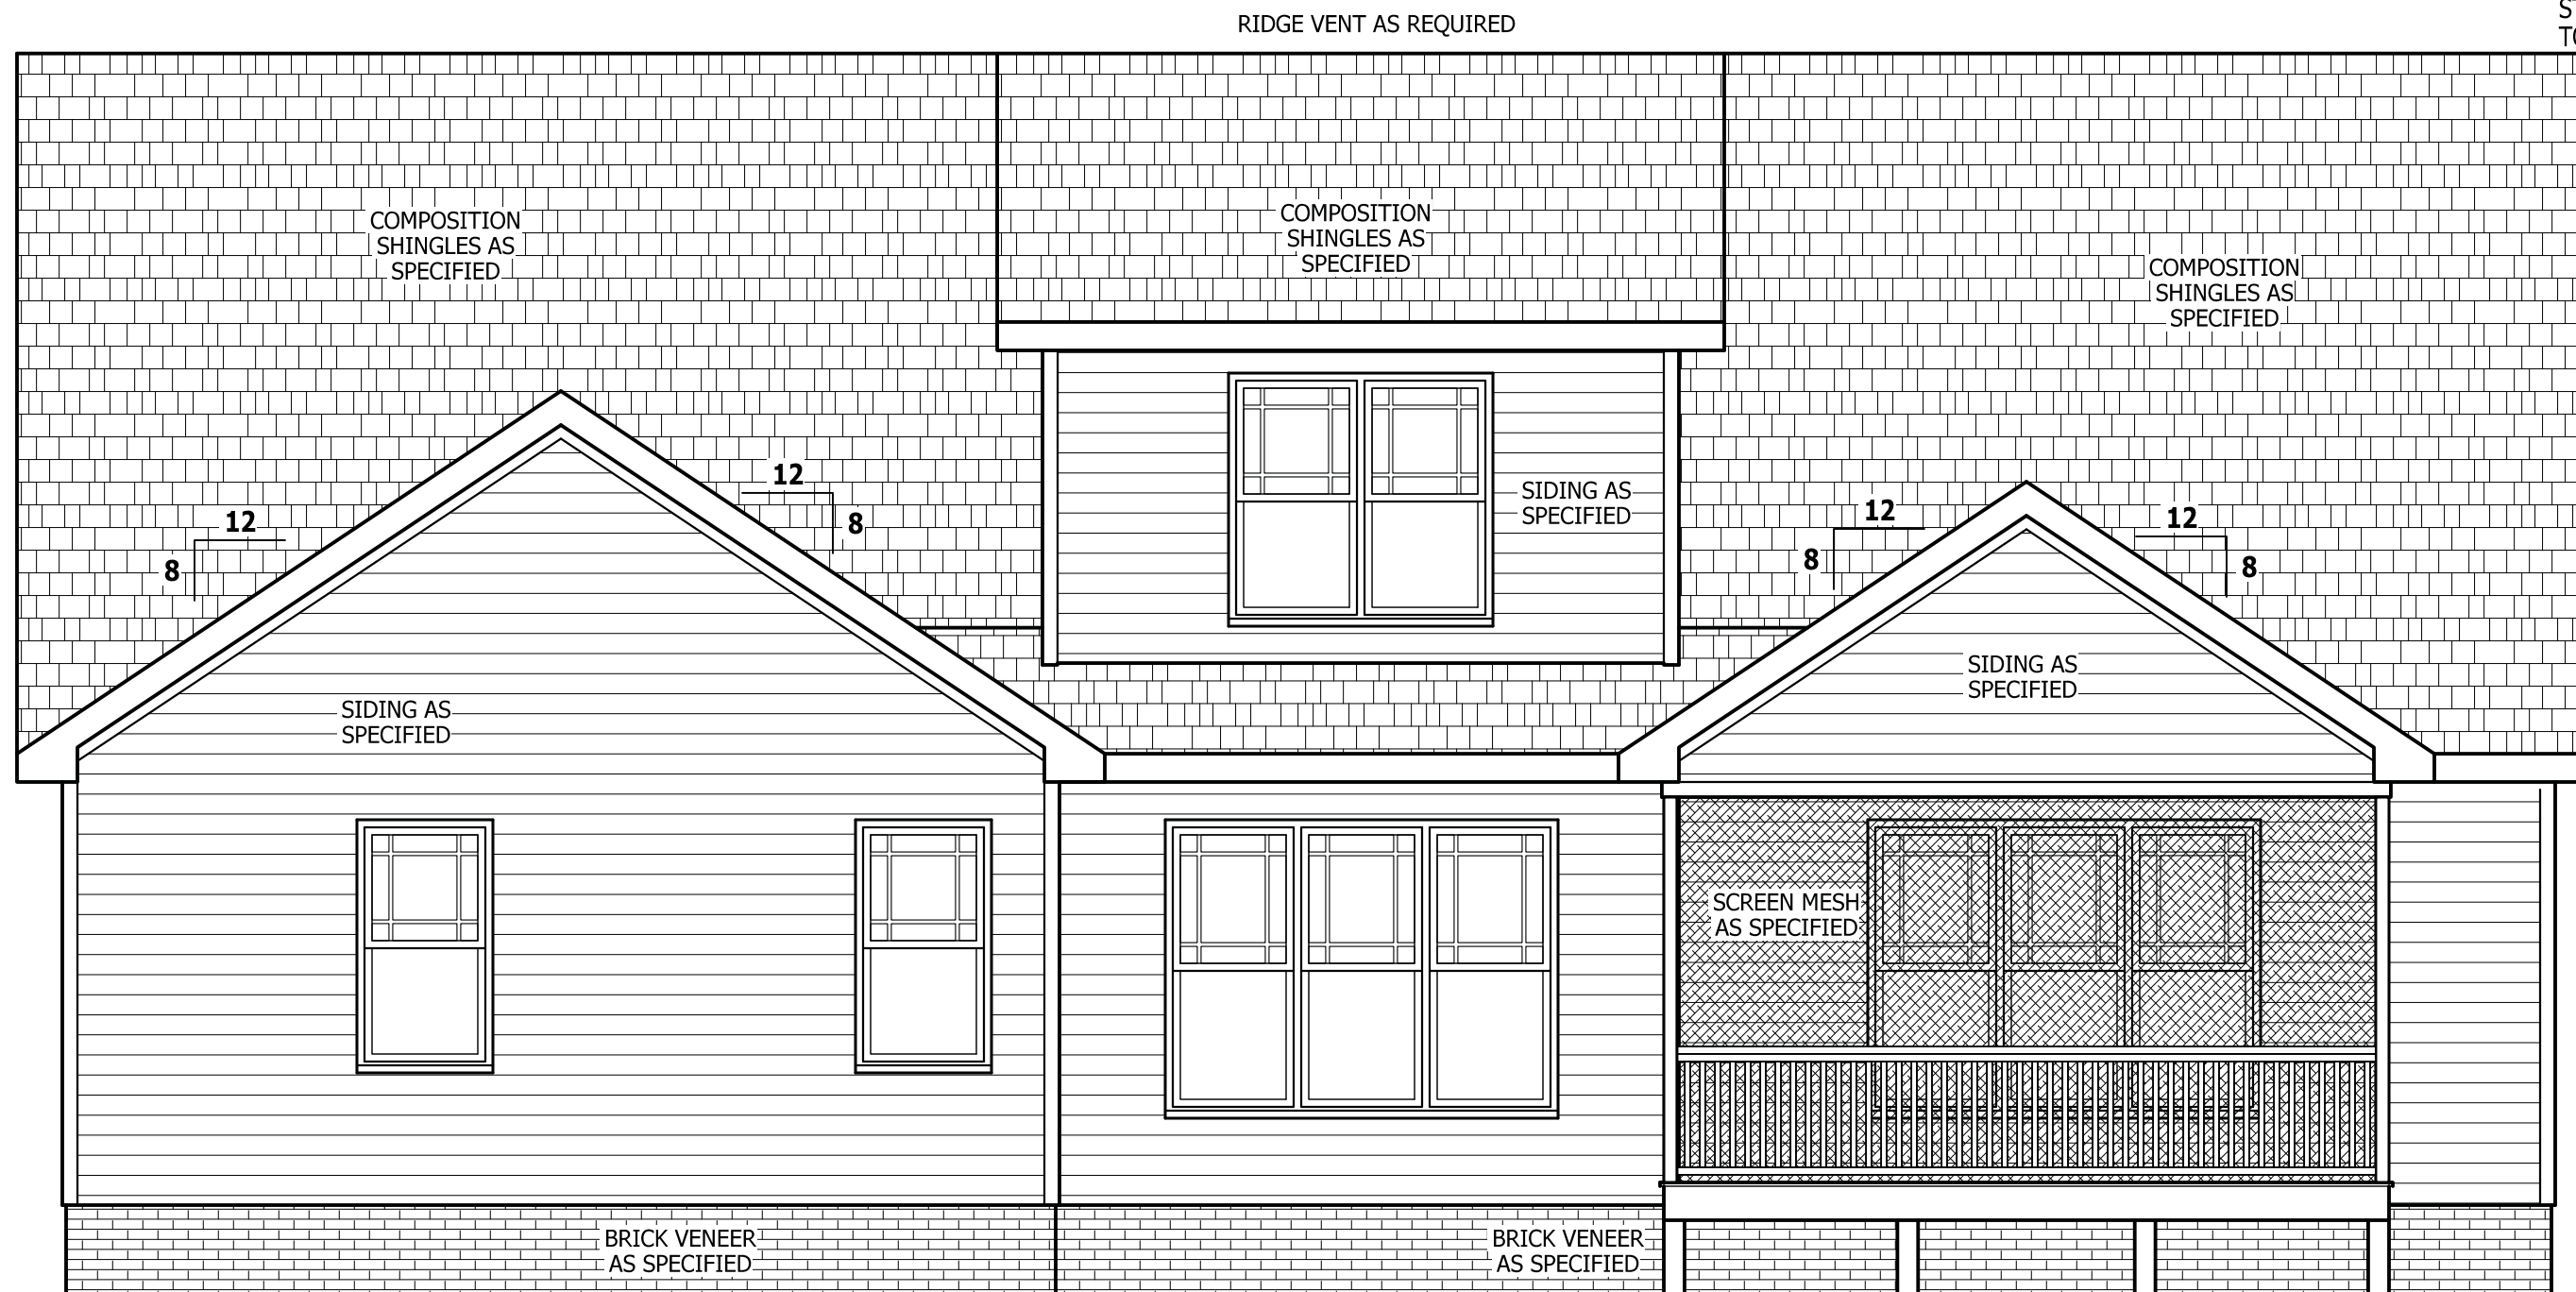 RIDGE VENT AS REQUIRED
COMPOSITION
SHINGLES AS
SPECIFIED
COMPOSITION
SHINGLES AS
SPECIFIED
COMPOSITION
SHINGLES AS
SPECIFIED
12
8
12
8
SIDING AS
SPECIFIED
12
8
12
8
SIDING AS
SPECIFIED
SIDING AS
SPECIFIED
SCREEN MESH
AS SPECIFIED
BRICK VENEER
AS SPECIFIED
BRICK VENEER
AS SPECIFIED